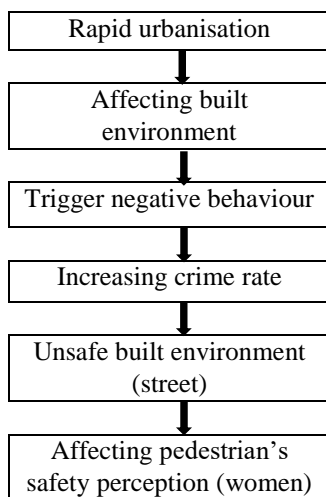 Rapid urbanisation
Affecting built
environment
Trigger negative behaviour
Increasing crime rate
Unsafe built environment
(street)
Affecting pedestrian's
safety perception (women)